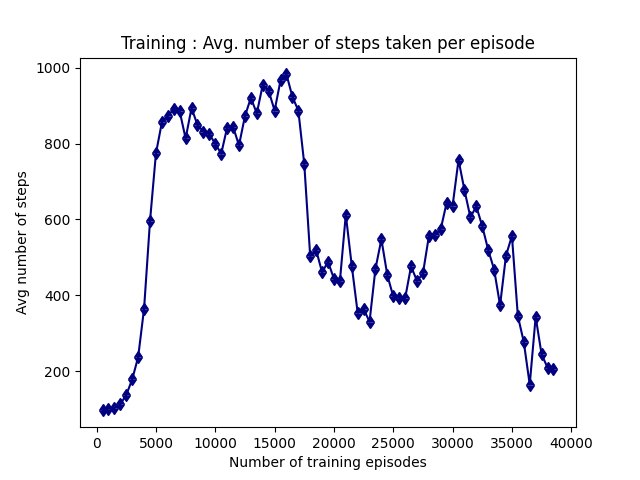 Training : Avg. number of steps taken per episode
Avg number of steps
1000
800
600
400
200
0 5000 10000 15000 20000 25000 30000 35000 40000
Number of training episodes